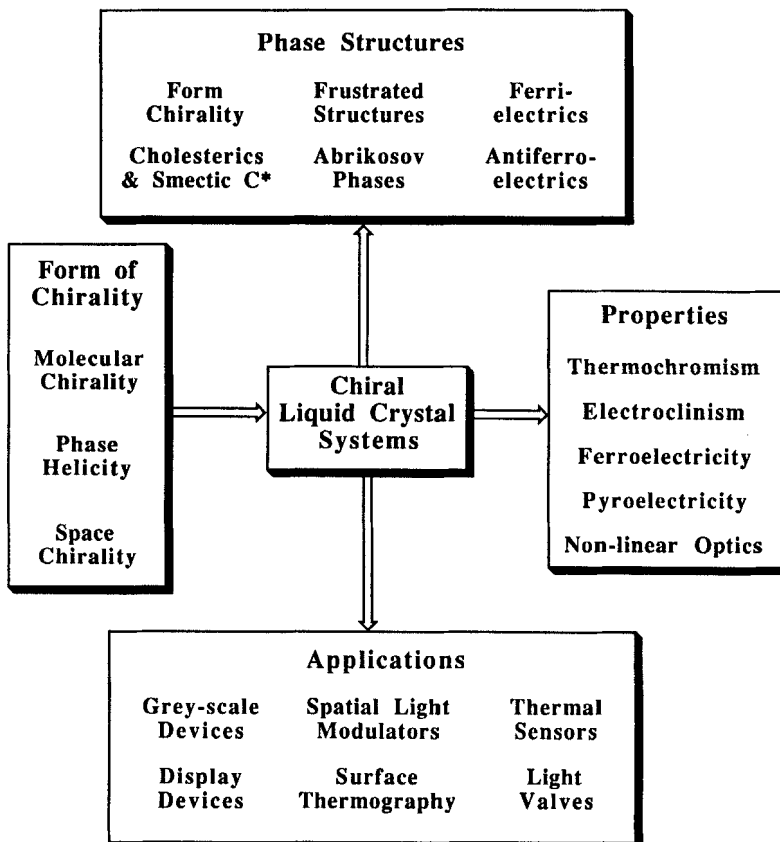 Phase Structures
Form Chirality
Frustrated Structures
Ferri-electrics
Cholesterics & Smectic C*
Abrikosov Phases
Antiferro-electrics
Form of Chirality
Molecular Chirality
Phase Helicity
Space Chirality
Chiral Liquid Crystal Systems
Properties
Thermochromism
Electroclinism
Ferroelectricity
Pyroelectricity
Non-linear Optics
Applications
Grey-scale Devices
Spatial Light Modulators
Thermal Sensors
Display Devices
Surface Thermography
Light Valves